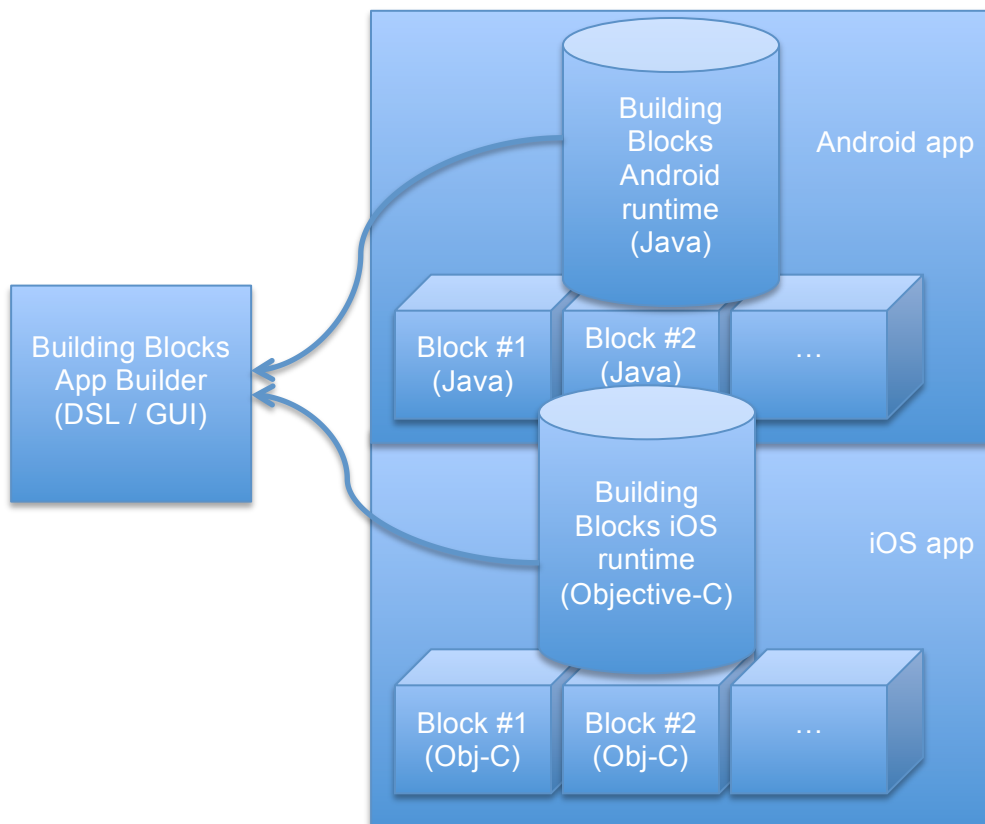 Building Blocks
App Builder
(DSL / GUI)
Building
Blocks
Android
runtime
(Java)
Android app
Block #1
(Java)
Block #2
(Java)
…
Building
Blocks iOS
runtime
(Objective-C)
iOS app
Block #1
(Obj-C)
Block #2
(Obj-C)
…